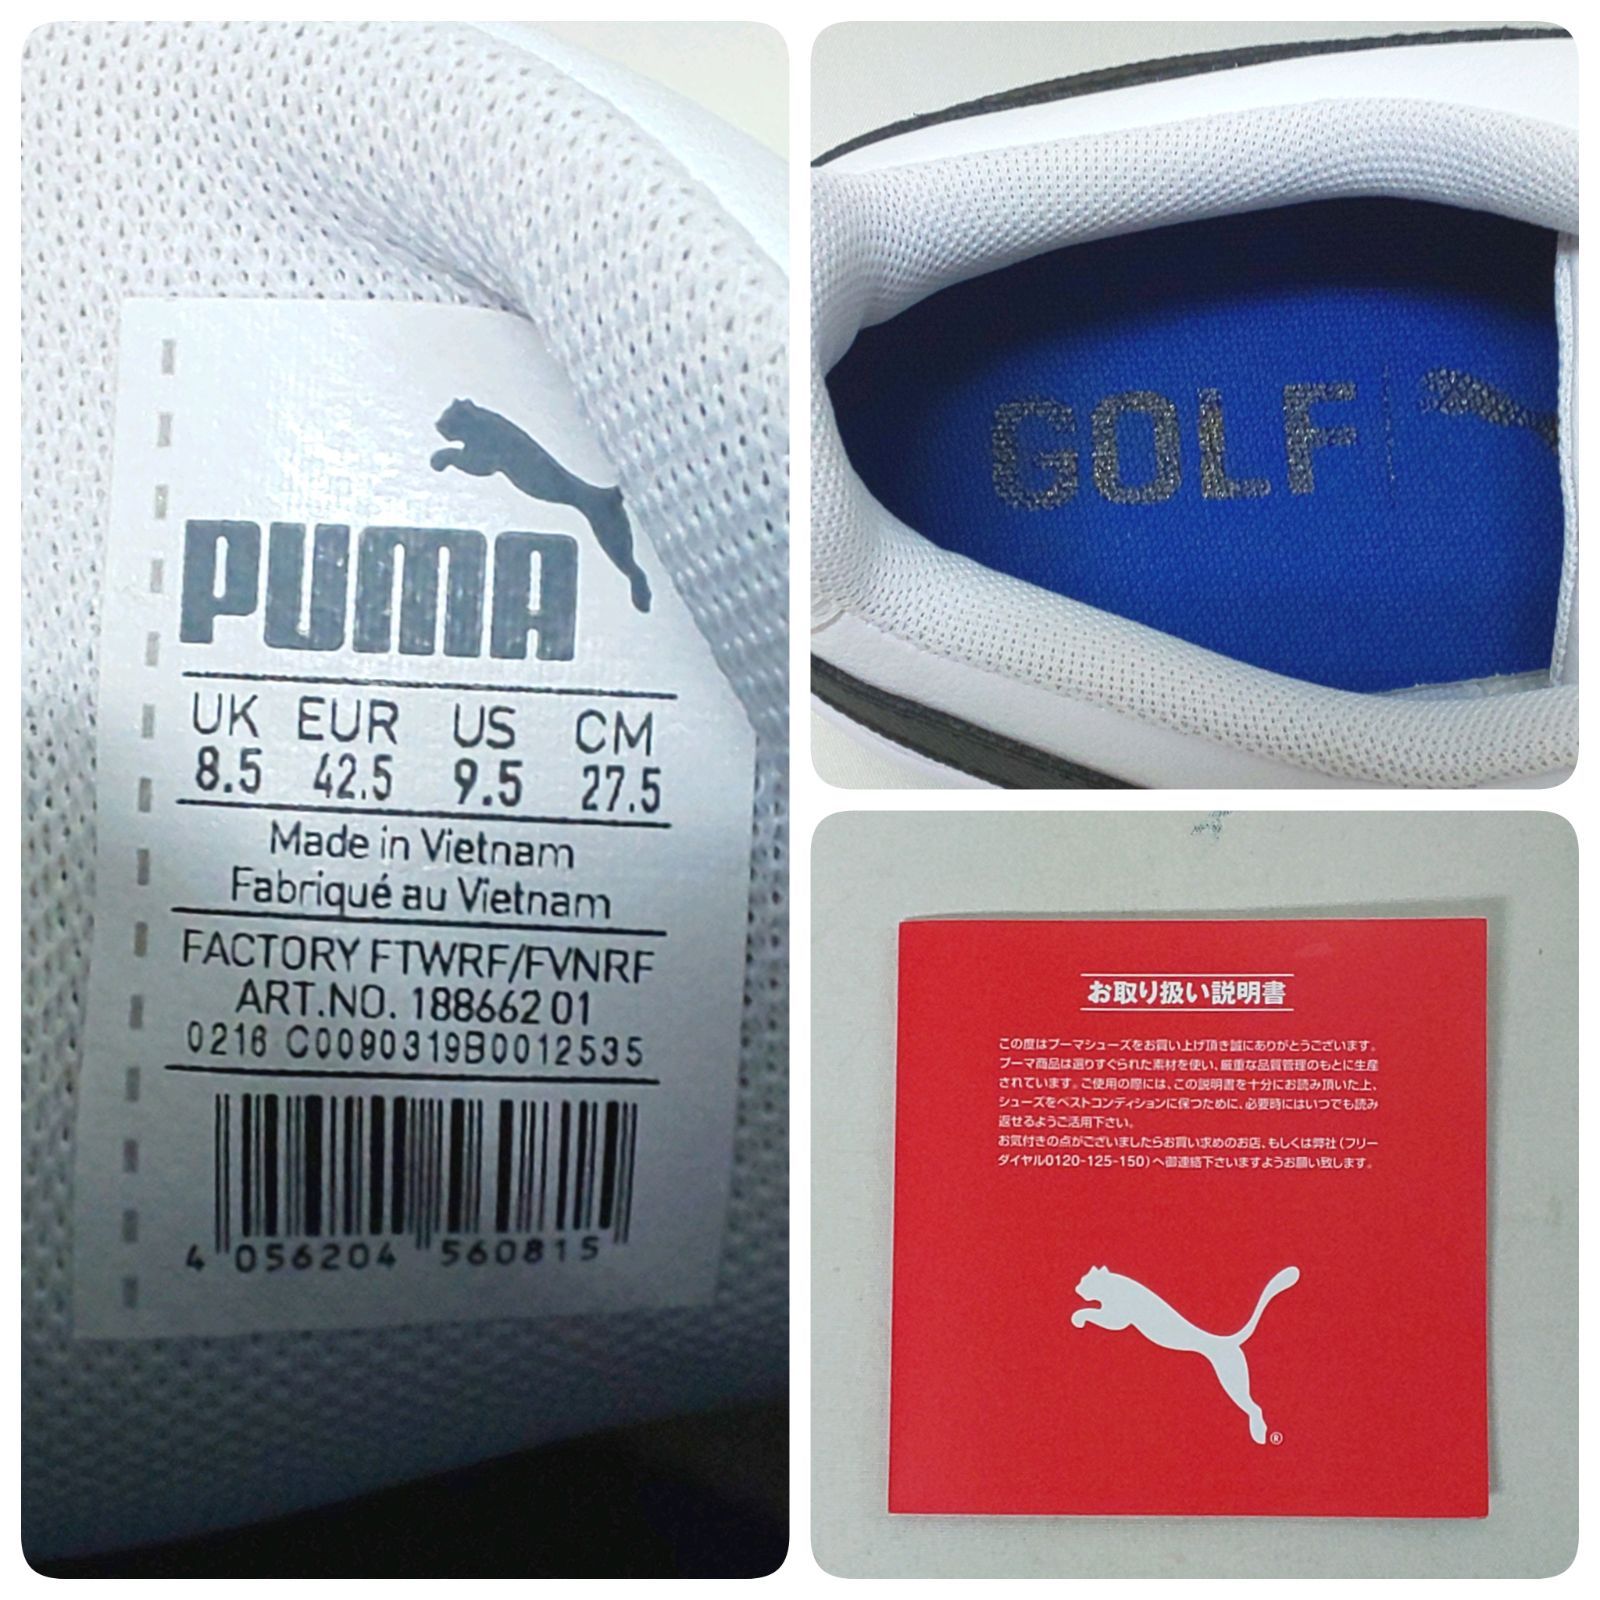 PUMA
UK EUR US CM
8.5 42.5 9.5 27.5
Made in Vietnam
Fabriqué au Vietnam
FACTORY FTWRF/FVNRF
ART.NO. 188662 01
0216 C0090319B0012535
4 056204 560815
GOLF
お取り扱い説明書
この度はプーマシューズをお買い上げ頂き誠にありがとうございます。
プーマ商品は選りすぐられた素材を使い、厳重な品質管理のもとに生産
されています。ご使用の際には、この説明書を十分にお読み頂いた上、
シューズをベストコンディションに保つために、必要時にはいつでも読み
返せるようご活用下さい。
お気付きの点がございましたらお買い求めのお店、もしくは弊社(フリー
ダイヤル0120-125-150)へ御連絡下さいますようお願い致します。
®